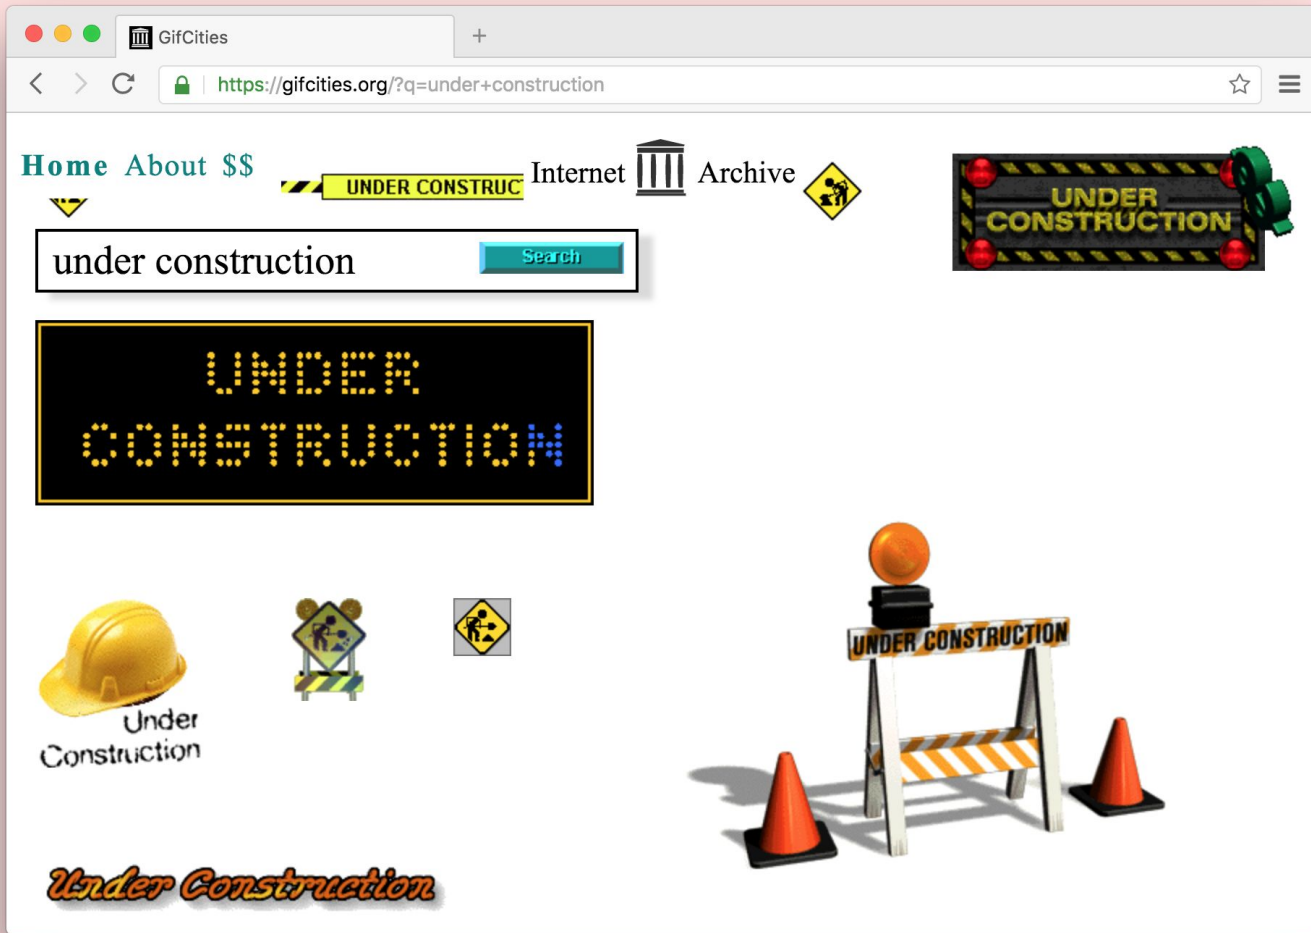 GifCities
https://gifcities.org/?q=under+construction
Home About $$
UNDER CONSTRUC
Internet Archive
UNDER
CONSTRUCTION
under construction
Search
UNDER
CONSTRUCTION
UNDER CONSTRUCTION
Under
Construction
Under Construction